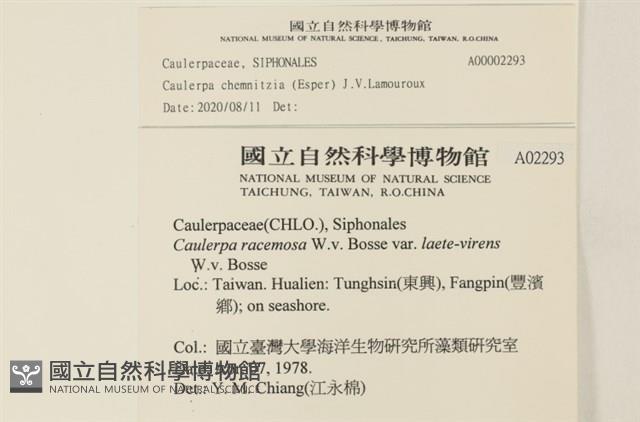 國立自然科學博物館
NATIONAL MUSEUM OF NATURAL SCIENCE, TAICHUNG, TAIWAN, R.O.CHINA
Caulerpaceae, SIPHONALES A00002293
Caulerpa chemnitzia (Esper) J.V.Lamouroux
Date:2020/08/11 Det:
國立自然科學博物館 A02293
NATIONAL MUSEUM OF NATURAL SCIENCE
TAICHUNG, TAIWAN, R.O.CHINA
Caulerpaceae(CHLO.), Siphonales
Caulerpa racemosa W.v. Bosse var. laete-virens
W.v. Bosse
Loc.: Taiwan. Hualien: Tunghsin(東興), Fangpin(豐濱
鄉); on seashore.
Col.: 國立臺灣大學海洋生物研究所藻類研究室
7, 1978.
Det.: Y. M. Chiang(江永棉)
國立自然科學博物館
NATIONAL MUSEUM OF NATURAL SCIENCE